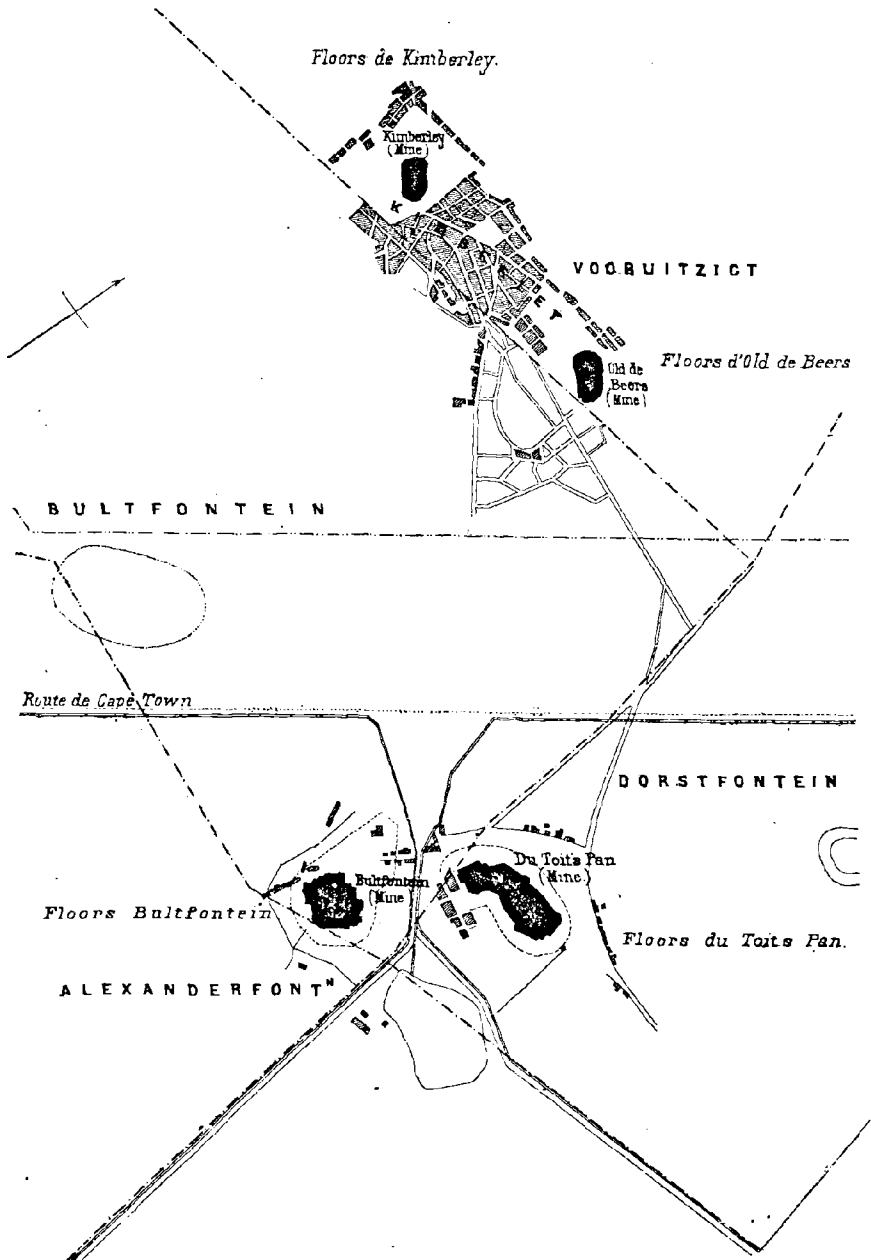 Floors de Kimberley.
Kimberley
(Mine)
VOORUITZIGT
Floors d'Old de Beers
Old de
Beers
(Mine)
BULTFONTEIN
Route de Cape Town
DORSTFONTEIN
Du Toits Pan
(Mine)
Bultfontein
(Mine)
Floors Bultfontein
Floors du Toits Pan.
ALEXANDERFONTᴺ